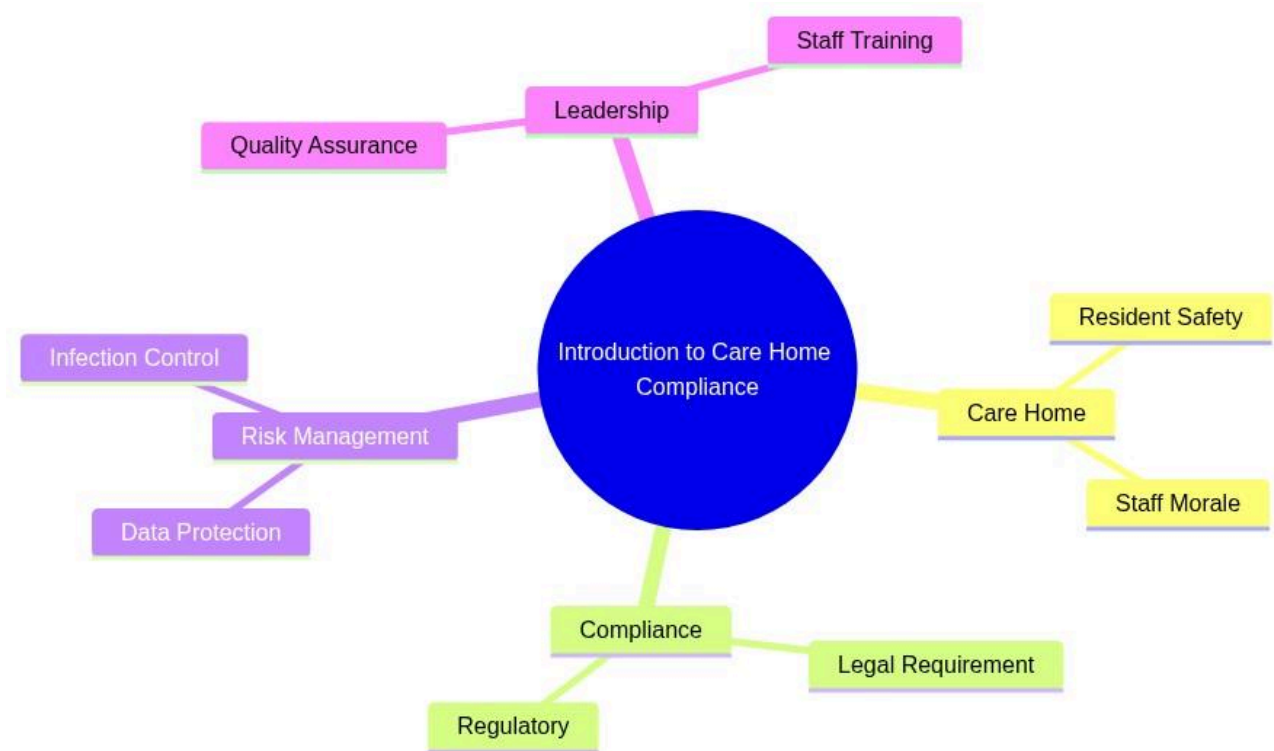 Staff Training
Leadership
Quality Assurance
Introduction to Care Home
Compliance
Resident Safety
Care Home
Staff Morale
Infection Control
Risk Management
Data Protection
Compliance
Legal Requirement
Regulatory